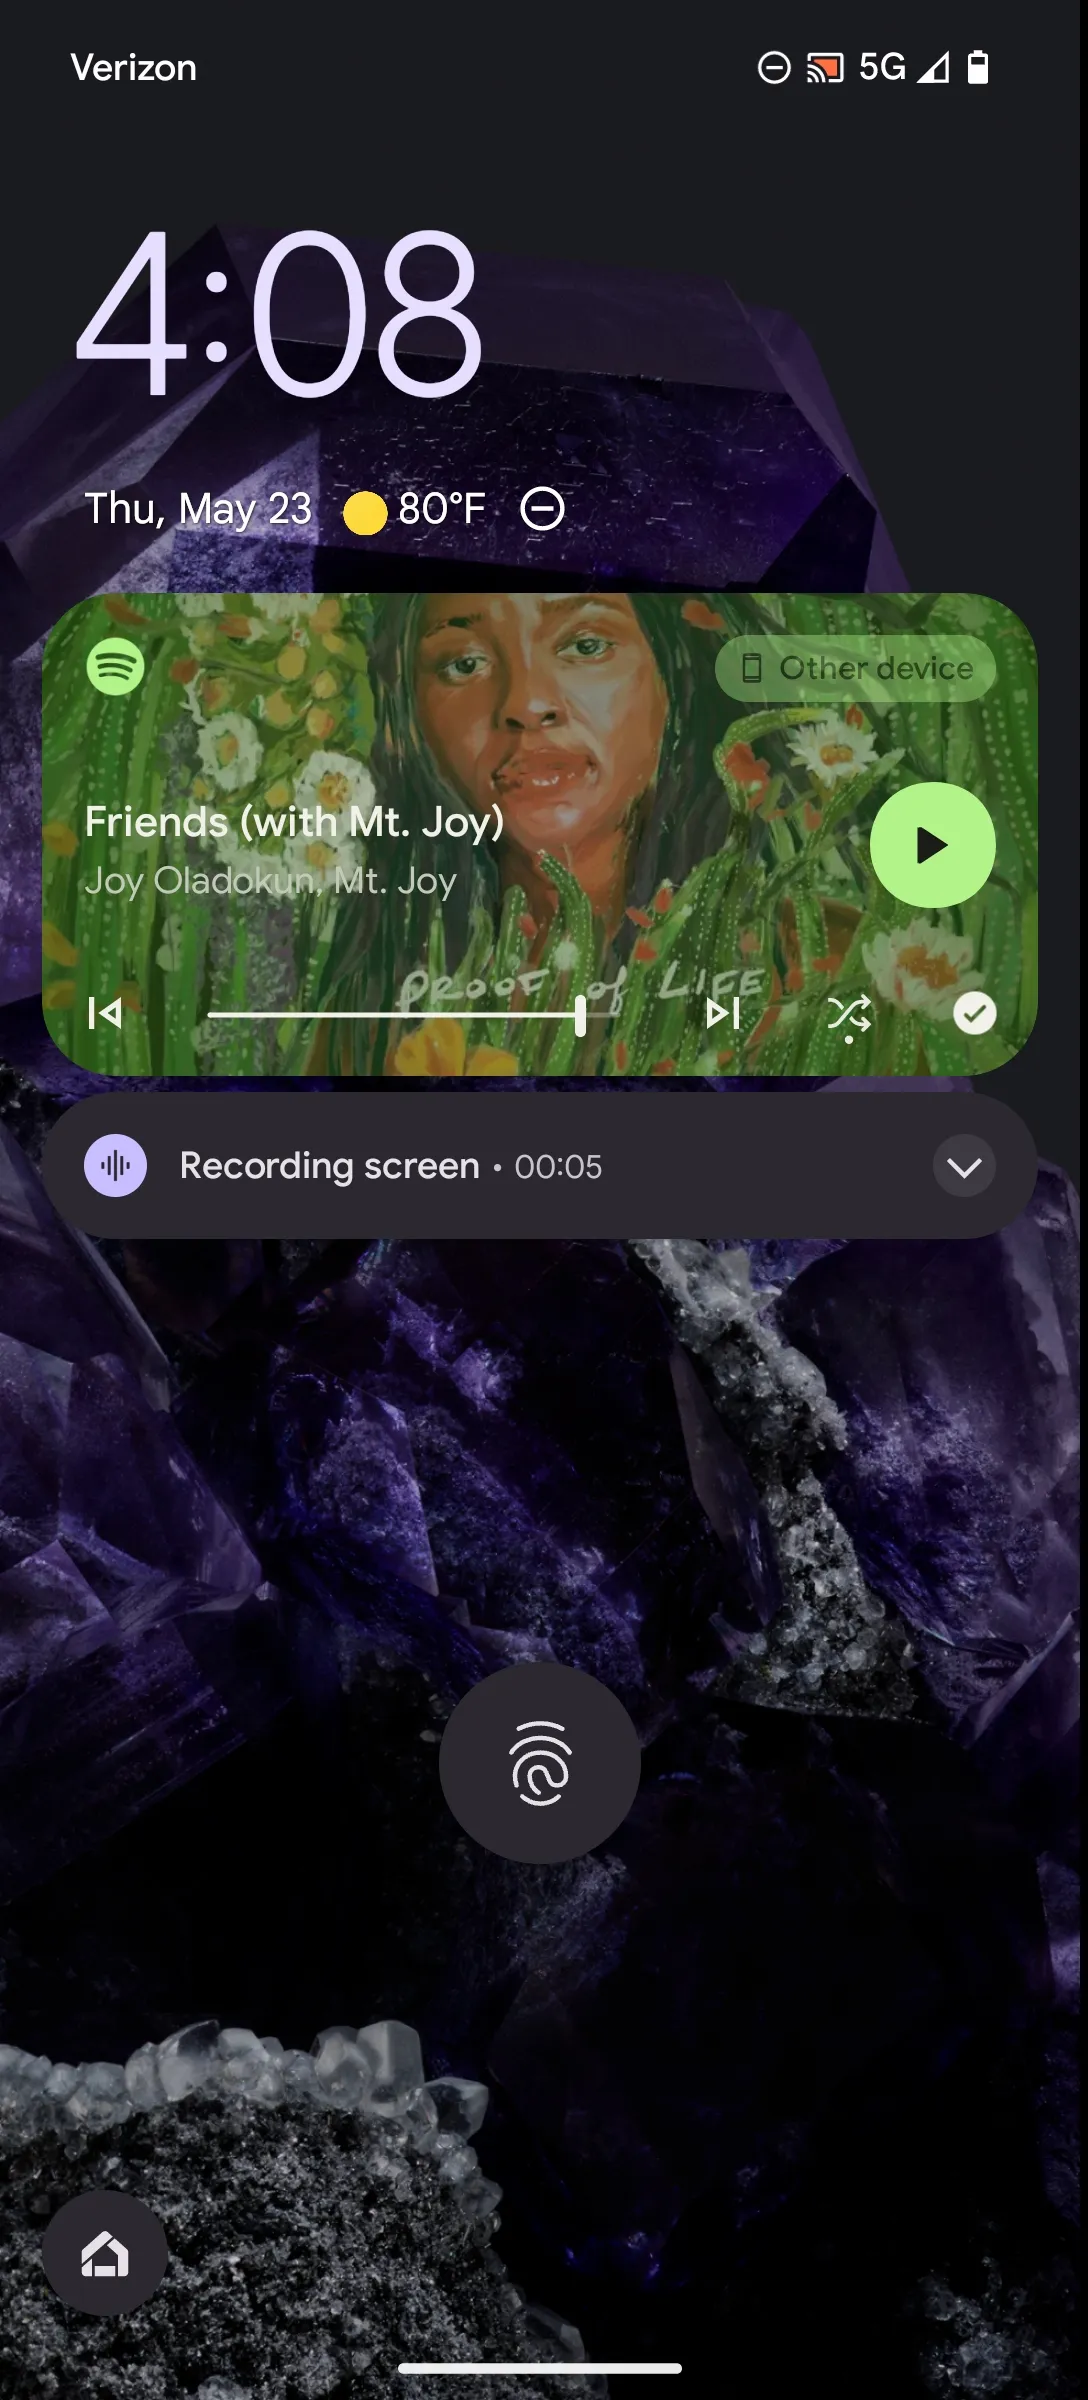 Verizon
5G
4:08
Thu, May 23 80°F
Other device
Friends (with Mt. Joy)
Joy Oladokun, Mt. Joy
PROOF of LIFE
Recording screen • 00:05